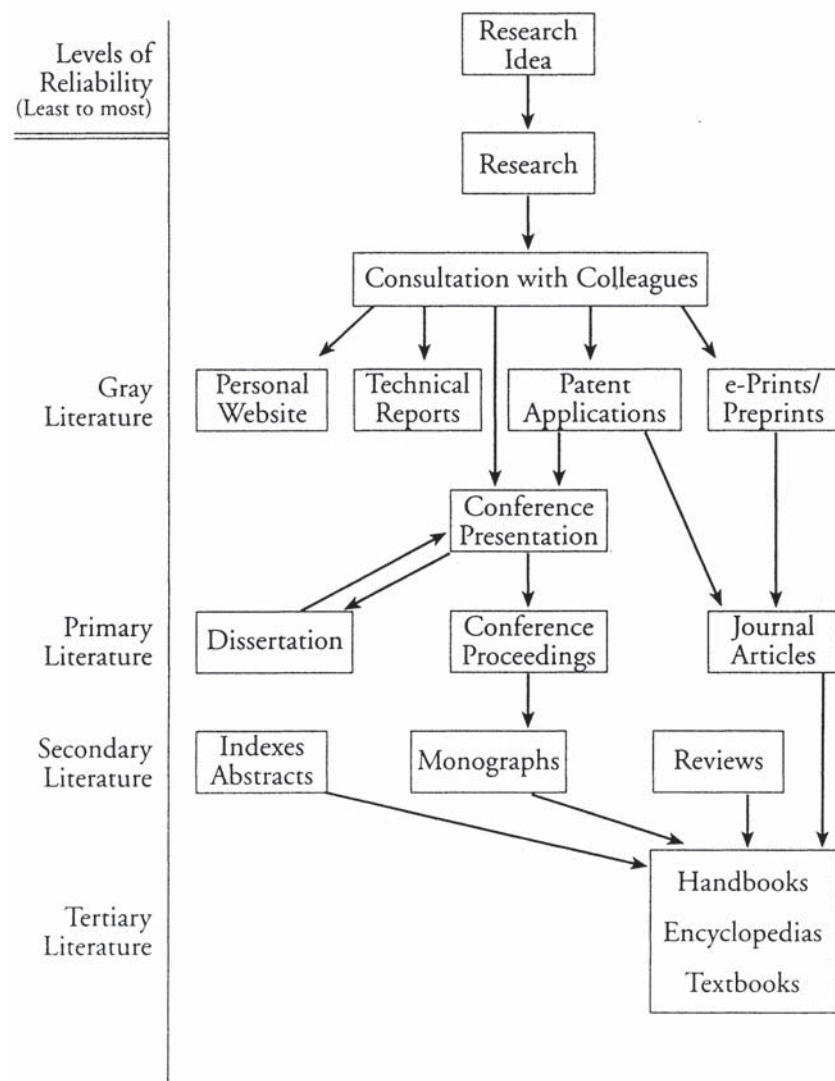 Levels of
Reliability
(Least to most)
Research
Idea
Research
Consultation with Colleagues
Gray
Literature
Personal
Website
Technical
Reports
Patent
Applications
e-Prints/
Preprints
Conference
Presentation
Primary
Literature
Dissertation
Conference
Proceedings
Journal
Articles
Secondary
Literature
Indexes
Abstracts
Monographs
Reviews
Tertiary
Literature
Handbooks
Encyclopedias
Textbooks